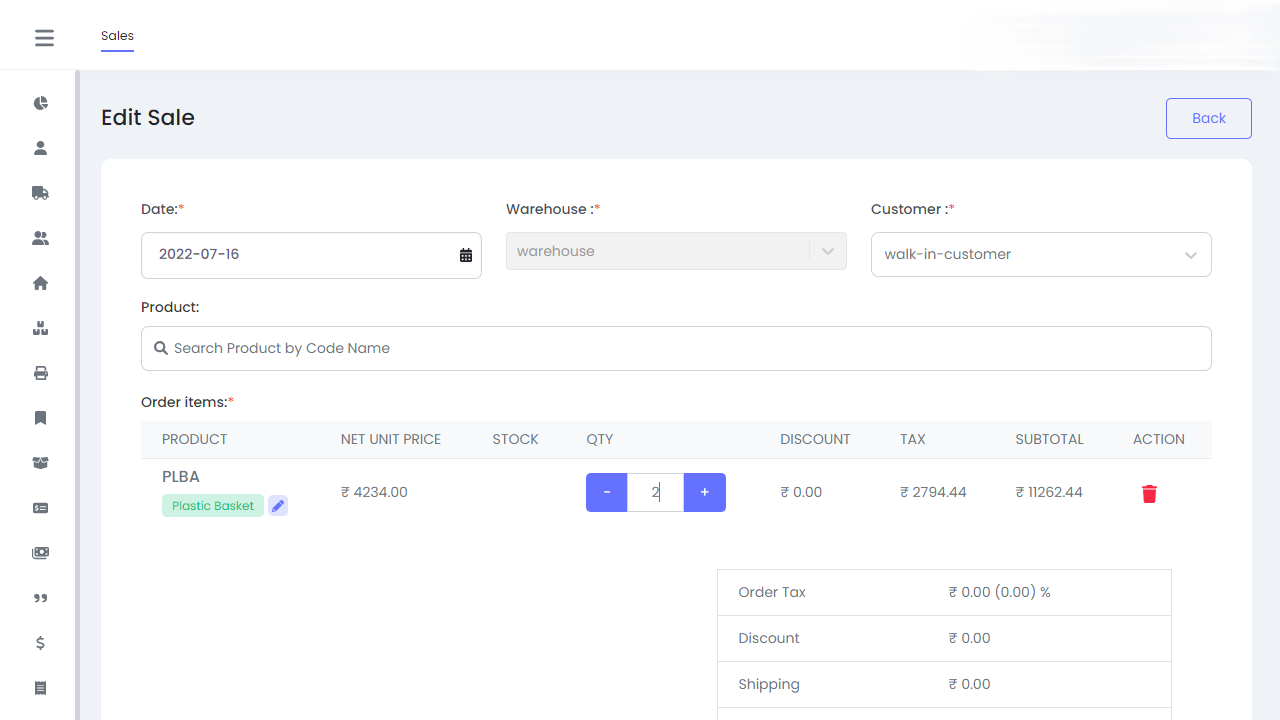 Sales
Edit Sale
Back
Date:*
Warehouse :*
Customer :*
2022-07-16
warehouse
walk-in-customer
Product:
Search Product by Code Name
Order items:*
PRODUCT NET UNIT PRICE STOCK QTY DISCOUNT TAX SUBTOTAL ACTION
PLBA
Plastic Basket
₹ 4234.00
- 2 +
₹ 0.00
₹ 2794.44
₹ 11262.44
Order Tax ₹ 0.00 (0.00) %
Discount ₹ 0.00
Shipping ₹ 0.00